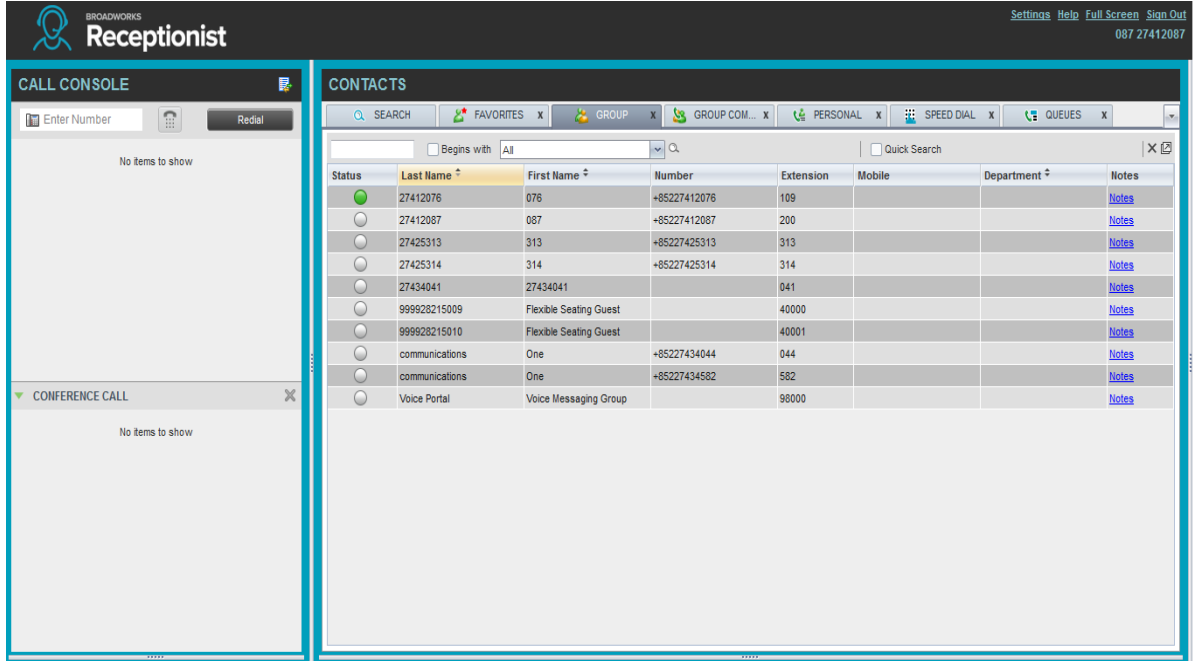 BROADWORKS
Receptionist
Settings Help Full Screen Sign Out
087 27412087
CALL CONSOLE
Enter Number Redial
No items to show
CONFERENCE CALL
No items to show
CONTACTS
SEARCH FAVORITES X GROUP X GROUP COM... X PERSONAL X SPEED DIAL X QUEUES X
Begins with All Quick Search
Status Last Name First Name Number Extension Mobile Department Notes
27412076 076 +85227412076 109 Notes
27412087 087 +85227412087 200 Notes
27425313 313 +85227425313 313 Notes
27425314 314 +85227425314 314 Notes
27434041 27434041 041 Notes
999928215009 Flexible Seating Guest 40000 Notes
999928215010 Flexible Seating Guest 40001 Notes
communications One +85227434044 044 Notes
communications One +85227434582 582 Notes
Voice Portal Voice Messaging Group 98000 Notes